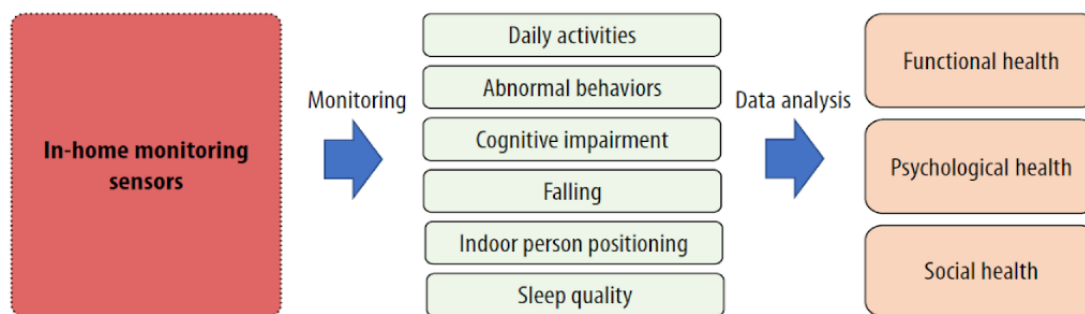 In-home monitoring
sensors
Monitoring
Daily activities
Abnormal behaviors
Cognitive impairment
Falling
Indoor person positioning
Sleep quality
Data analysis
Functional health
Psychological health
Social health